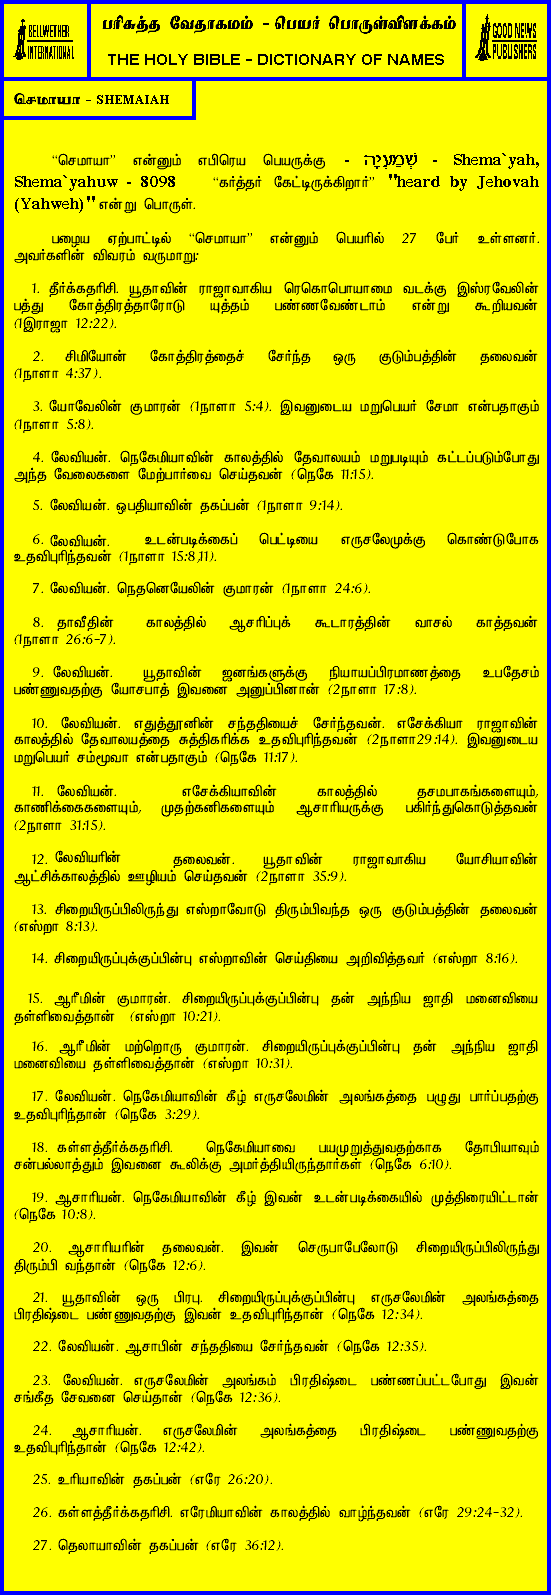 BELLWETHER
INTERNATIONAL
பரிசுத்த வேதாகமம் - பெயர் பொருள்விளக்கம்
THE HOLY BIBLE - DICTIONARY OF NAMES
GOOD NEWS
PUBLISHERS
செமாயா - SHEMAIAH
“செமாயா” என்னும் எபிரெய பெயருக்கு - שְׁמַעְיָה - Shema`yah,
Shema`yahuw - 8098 “கர்த்தர் கேட்டிருக்கிறார்” "heard by Jehovah
(Yahweh)" என்று பொருள்.
பழைய ஏற்பாட்டில் “செமாயா” என்னும் பெயரில் 27 பேர் உள்ளனர்.
அவர்களின் விவரம் வருமாறு:
1. தீர்க்கதரிசி. யூதாவின் ராஜாவாகிய ரெகொபொயாமை வடக்கு இஸ்ரவேலின்
பத்து கோத்திரத்தாரோடு யுத்தம் பண்ணவேண்டாம் என்று கூறியவன்
(1இராஜா 12:22).
2. சிமியோன் கோத்திரத்தைச் சேர்ந்த ஒரு குடும்பத்தின் தலைவன்
(1நாளா 4:37).
3. யோவேலின் குமாரன் (1நாளா 5:4). இவனுடைய மறுபெயர் சேமா என்பதாகும்
(1நாளா 5:8).
4. லேவியன். நெகேமியாவின் காலத்தில் தேவாலயம் மறுபடியும் கட்டப்படும்போது
அந்த வேலைகளை மேற்பார்வை செய்தவன் (நெகே 11:15).
5. லேவியன். ஒபதியாவின் தகப்பன் (1நாளா 9:14).
6. லேவியன். உடன்படிக்கைப் பெட்டியை எருசலேமுக்கு கொண்டுபோக
உதவிபுரிந்தவன் (1நாளா 15:8,11).
7. லேவியன். நெதனெயேலின் குமாரன் (1நாளா 24:6).
8. தாவீதின் காலத்தில் ஆசரிப்புக் கூடாரத்தின் வாசல் காத்தவன்
(1நாளா 26:6-7).
9. லேவியன். யூதாவின் ஜனங்களுக்கு நியாயப்பிரமாணத்தை உபதேசம்
பண்ணுவதற்கு யோசபாத் இவனை அனுப்பினான் (2நாளா 17:8).
10. லேவியன். எதுத்தூனின் சந்ததியைச் சேர்ந்தவன். எசேக்கியா ராஜாவின்
காலத்தில் தேவாலயத்தை சுத்திகரிக்க உதவிபுரிந்தவன் (2நாளா29:14). இவனுடைய
மறுபெயர் சம்மூவா என்பதாகும் (நெகே 11:17).
11. லேவியன். எசேக்கியாவின் காலத்தில் தசமபாகங்களையும்,
காணிக்கைகளையும், முதற்கனிகளையும் ஆசாரியருக்கு பகிர்ந்துகொடுத்தவன்
(2நாளா 31:15).
12. லேவியரின் தலைவன். யூதாவின் ராஜாவாகிய யோசியாவின்
ஆட்சிக்காலத்தில் ஊழியம் செய்தவன் (2நாளா 35:9).
13. சிறையிருப்பிலிருந்து எஸ்றாவோடு திரும்பிவந்த ஒரு குடும்பத்தின் தலைவன்
(எஸ்றா 8:13).
14. சிறையிருப்புக்குப்பின்பு எஸ்றாவின் செய்தியை அறிவித்தவர் (எஸ்றா 8:16).
15. ஆரீமின் குமாரன். சிறையிருப்புக்குப்பின்பு தன் அந்நிய ஜாதி மனைவியை
தள்ளிவைத்தான் (எஸ்றா 10:21).
16. ஆரீமின் மற்றொரு குமாரன். சிறையிருப்புக்குப்பின்பு தன் அந்நிய ஜாதி
மனைவியை தள்ளிவைத்தான் (எஸ்றா 10:31).
17. லேவியன். நெகேமியாவின் கீழ் எருசலேமின் அலங்கத்தை பழுது பார்ப்பதற்கு
உதவிபுரிந்தான் (நெகே 3:29).
18. கள்ளத்தீர்க்கதரிசி. நெகேமியாவை பயமுறுத்துவதற்காக தோபியாவும்
சன்பல்லாத்தும் இவனை கூலிக்கு அமர்த்தியிருந்தார்கள் (நெகே 6:10).
19. ஆசாரியன். நெகேமியாவின் கீழ் இவன் உடன்படிக்கையில் முத்திரையிட்டான்
(நெகே 10:8).
20. ஆசாரியரின் தலைவன். இவன் செருபாபேலோடு சிறையிருப்பிலிருந்து
திரும்பி வந்தான் (நெகே 12:6).
21. யூதாவின் ஒரு பிரபு. சிறையிருப்புக்குப்பின்பு எருசலேமின் அலங்கத்தை
பிரதிஷ்டை பண்ணுவதற்கு இவன் உதவிபுரிந்தான் (நெகே 12:34).
22. லேவியன். ஆசாபின் சந்ததியை சேர்ந்தவன் (நெகே 12:35).
23. லேவியன். எருசலேமின் அலங்கம் பிரதிஷ்டை பண்ணப்பட்டபோது இவன்
சங்கீத சேவனை செய்தான் (நெகே 12:36).
24. ஆசாரியன். எருசலேமின் அலங்கத்தை பிரதிஷ்டை பண்ணுவதற்கு
உதவிபுரிந்தான் (நெகே 12:42).
25. உரியாவின் தகப்பன் (எரே 26:20).
26. கள்ளத்தீர்க்கதரிசி. எரேமியாவின் காலத்தில் வாழ்ந்தவன் (எரே 29:24-32).
27. தெலாயாவின் தகப்பன் (எரே 36:12).